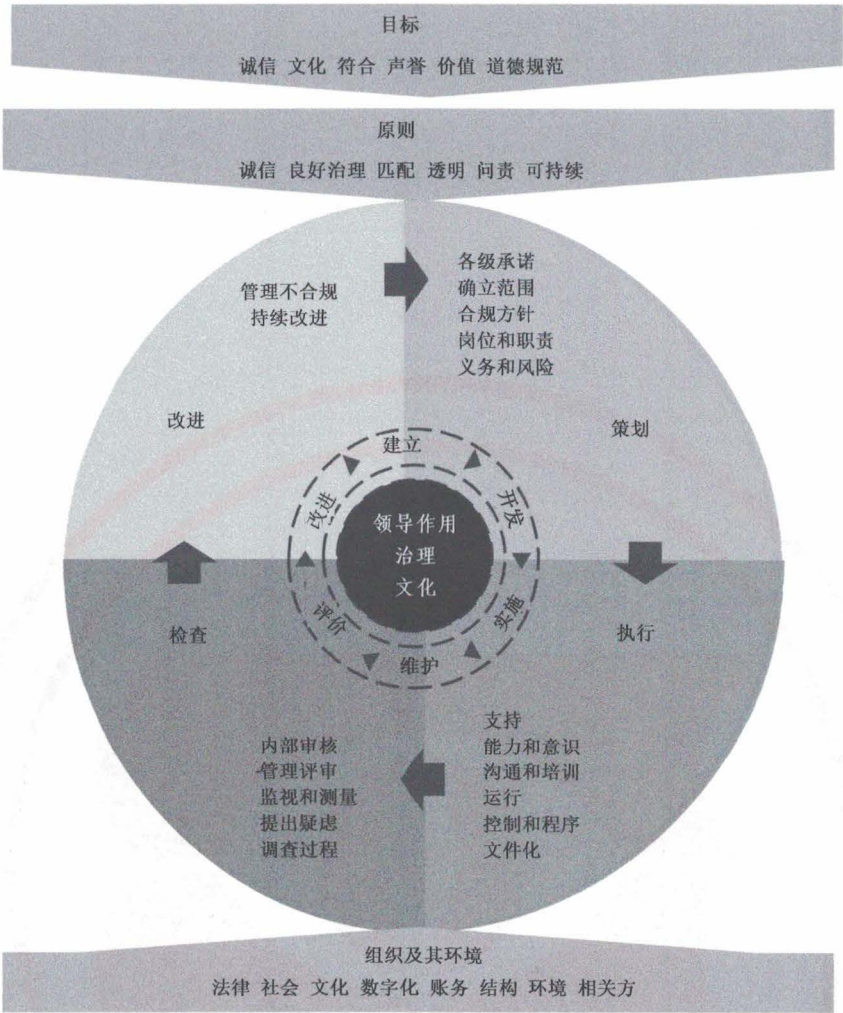 目标
诚信 文化 符合 声誉 价值 道德规范
原则
诚信 良好治理 匹配 透明 问责 可持续
管理不合规
持续改进
各级承诺
确立范围
合规方针
岗位和职责
义务和风险
改进
策划
建立
开发
实施
维护
评价
改进
领导作用
治理
文化
检查
执行
内部审核
管理评审
监视和测量
提出疑虑
调查过程
支持
能力和意识
沟通和培训
运行
控制和程序
文件化
组织及其环境
法律 社会 文化 数字化 账务 结构 环境 相关方